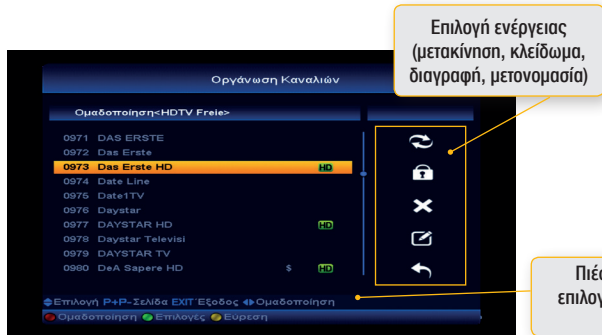 Επιλογή ενέργειας
(μετακίνηση, κλείδωμα,
διαγραφή, μετονομασία)
Οργάνωση Καναλιών
Ομαδοποίηση<HDTV Freie>
0971 DAS ERSTE
0972 Das Erste
0973 Das Erste HD HD
0974 Date Line
0975 Date1TV
0976 Daystar
0977 DAYSTAR HD HD
0978 Daystar Televisi
0979 DAYSTAR TV
0980 DeA Sapere HD $ HD
Επιλογή P+P-Σελίδα EXIT Έξοδος Ομαδοποίηση
Ομαδοποίηση Επιλογές Εύρεση